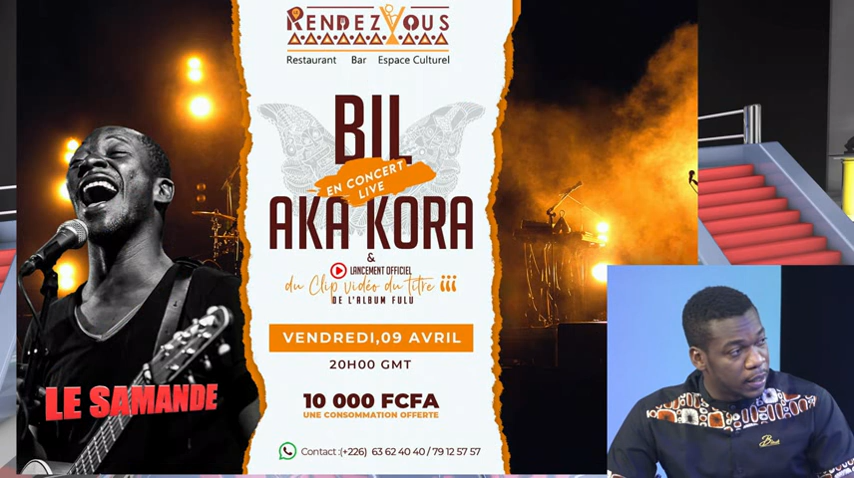 RENDEZ VOUS
Restaurant Bar Espace Culturel
BIL
EN CONCERT
LIVE
AKA KORA
&
LANCEMENT OFFICIEL
du Clip vidéo du titre iii
DE L'ALBUM FULU
VENDREDI,09 AVRIL
20H00 GMT
10 000 FCFA
UNE CONSOMMATION OFFERTE
Contact :(+226) 63 62 40 40 / 79 12 57 57
LE SAMANDE